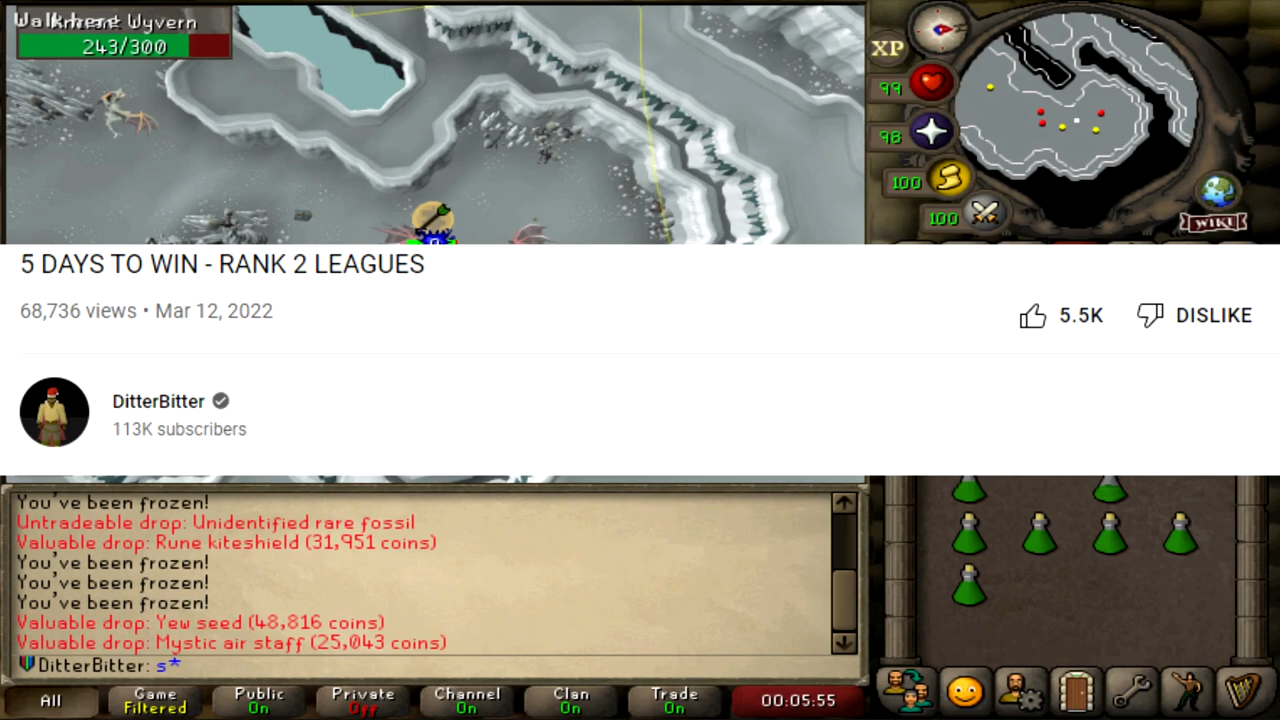 Walk here
Wyvern
243/300
XP
99
98
100
100
WIKI
5 DAYS TO WIN - RANK 2 LEAGUES
68,736 views • Mar 12, 2022
5.5K
DISLIKE
DitterBitter
113K subscribers
You've been frozen!
Untradeable drop: Unidentified rare fossil
Valuable drop: Rune kiteshield (31,951 coins)
You've been frozen!
You've been frozen!
You've been frozen!
Valuable drop: Yew seed (48,816 coins)
Valuable drop: Mystic air staff (25,043 coins)
DitterBitter: s*
All
Game
Filtered
Public
On
Private
Off
Channel
On
Clan
On
Trade
On
00:05:55